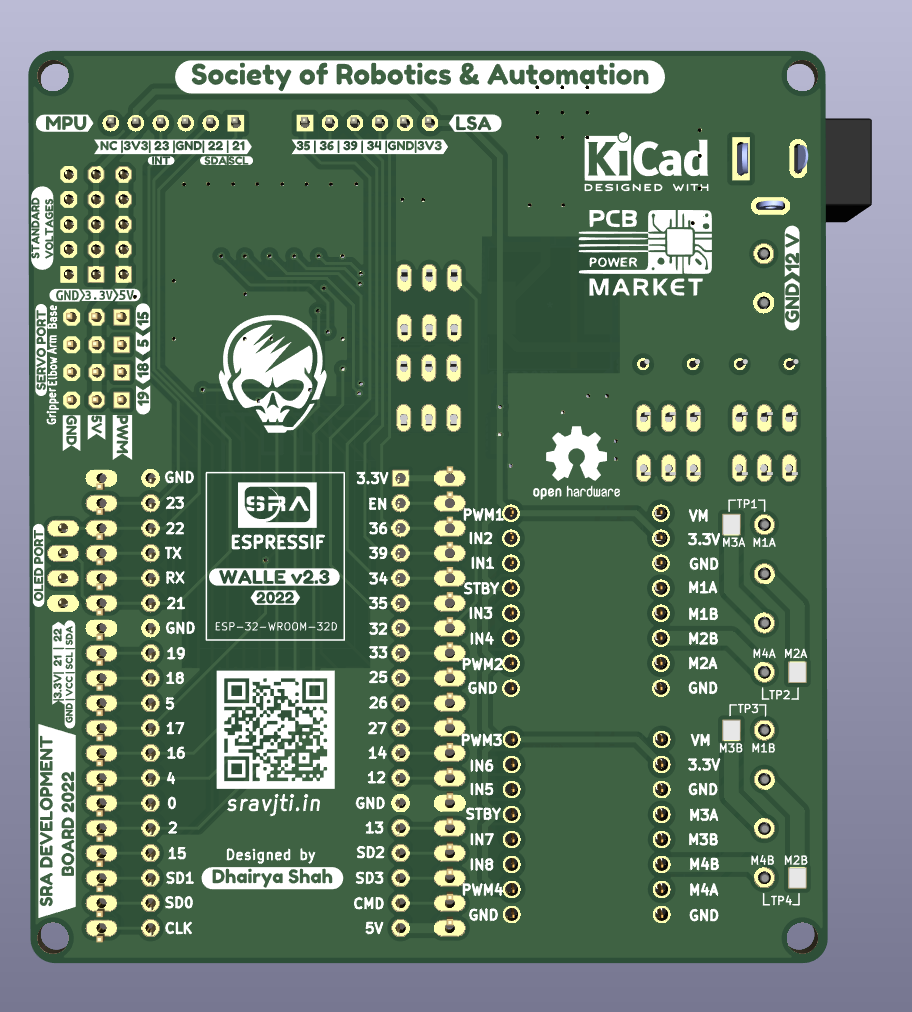 Society of Robotics & Automation
MPU
LSA
NC |3V3| 23 |GND| 22 | 21
35 | 36 | 39 | 34 |GND|3V3
INT
SDA|SCL
KiCad
DESIGNED WITH
STANDARD
VOLTAGES
PCB
POWER
MARKET
GND 12 V
GND 3.3V 5V
SERVO PORT
Gripper Elbow Arm Base
19 18 5 15
GND
5V
PWM
open hardware
GND
23
22
TX
RX
21
GND
19
18
5
17
16
4
0
2
15
SD1
SD0
CLK
OLED PORT
3.3V| 21 | 22
GND | VCC | SCL | SDA
SRA DEVELOPMENT
BOARD 2022
SRA
ESPRESSIF
WALLE v2.3
2022
ESP-32-WROOM-32D
sravjti.in
Designed by
Dhairya Shah
3.3V
EN
36
39
34
35
32
33
25
26
27
14
12
GND
13
SD2
SD3
CMD
5V
PWM1
IN2
IN1
STBY
IN3
IN4
PWM2
GND
PWM3
IN6
IN5
STBY
IN7
IN8
PWM4
GND
VM
3.3V
GND
M1A
M1B
M2B
M2A
GND
VM
3.3V
GND
M3A
M3B
M4B
M4A
GND
TP1
M3A M1A
M4A M2A
TP2
TP3
M3B M1B
M4B M2B
TP4